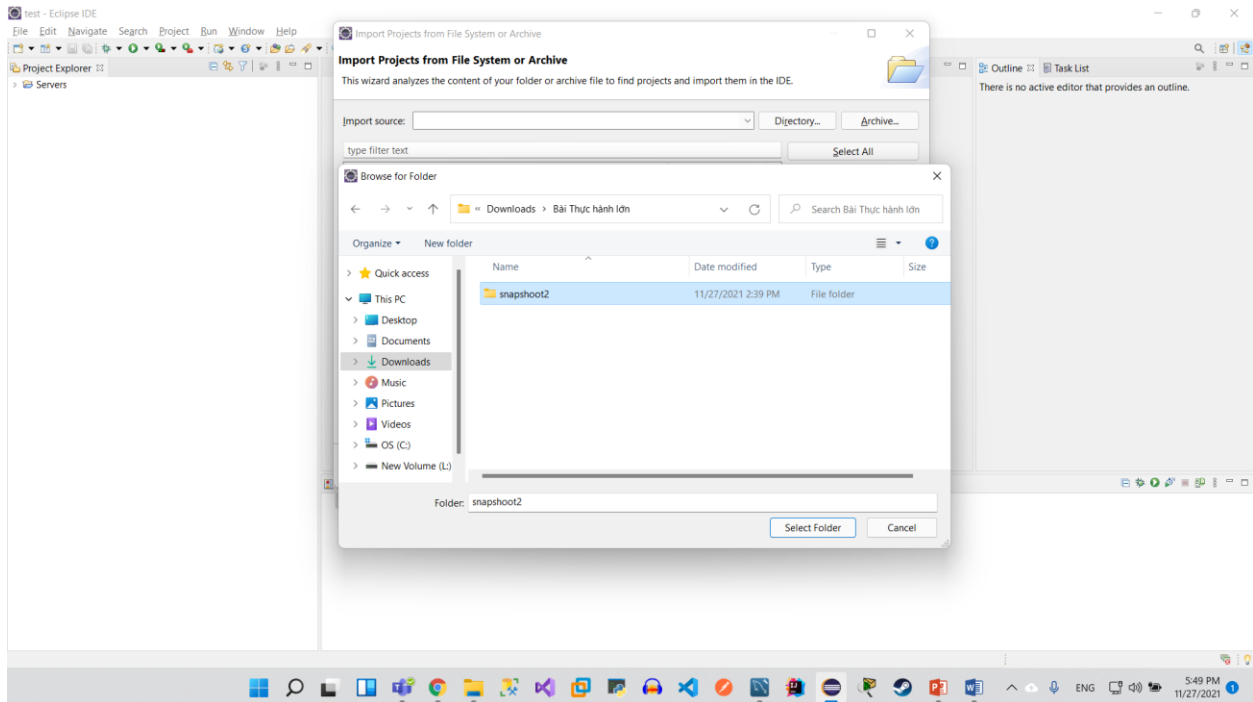 test - Eclipse IDE
File Edit Navigate Search Project Run Window Help
Project Explorer
Servers
Import Projects from File System or Archive
Import Projects from File System or Archive
This wizard analyzes the content of your folder or archive file to find projects and import them in the IDE.
Import source:
Directory...
Archive...
type filter text
Select All
Outline
Task List
There is no active editor that provides an outline.
Browse for Folder
« Downloads › Bài Thực hành lớn
Search Bài Thực hành lớn
Organize
New folder
Name
Date modified
Type
Size
snapshoot2
11/27/2021 2:39 PM
File folder
Quick access
This PC
Desktop
Documents
Downloads
Music
Pictures
Videos
OS (C:)
New Volume (L:)
Folder: snapshoot2
Select Folder
Cancel
ENG
5:49 PM
11/27/2021
1